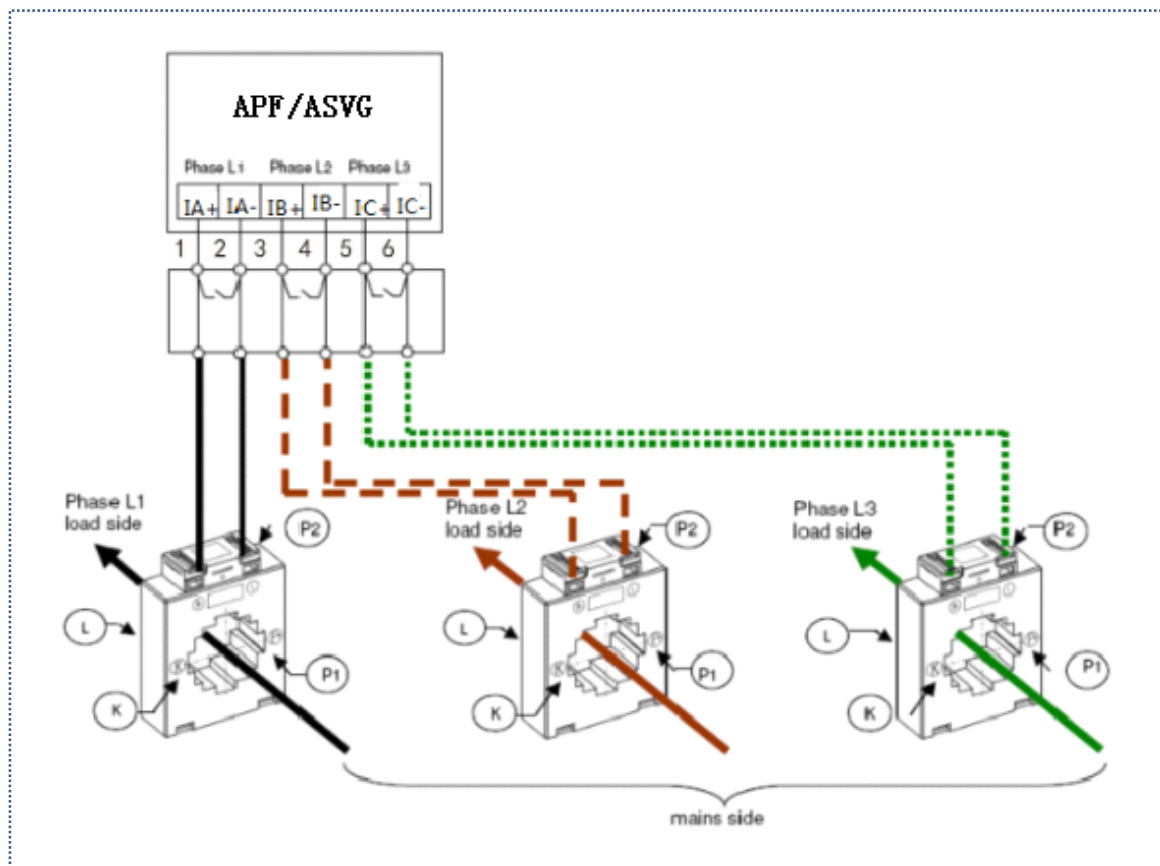 APF/ASVG
Phase L1 Phase L2 Phase L3
IA+ IA- IB+ IB- IC+ IC-
1 2 3 4 5 6
Phase L1
load side
P2
L
K
P1
Phase L2
load side
P2
L
K
P1
Phase L3
load side
P2
L
K
P1
mains side